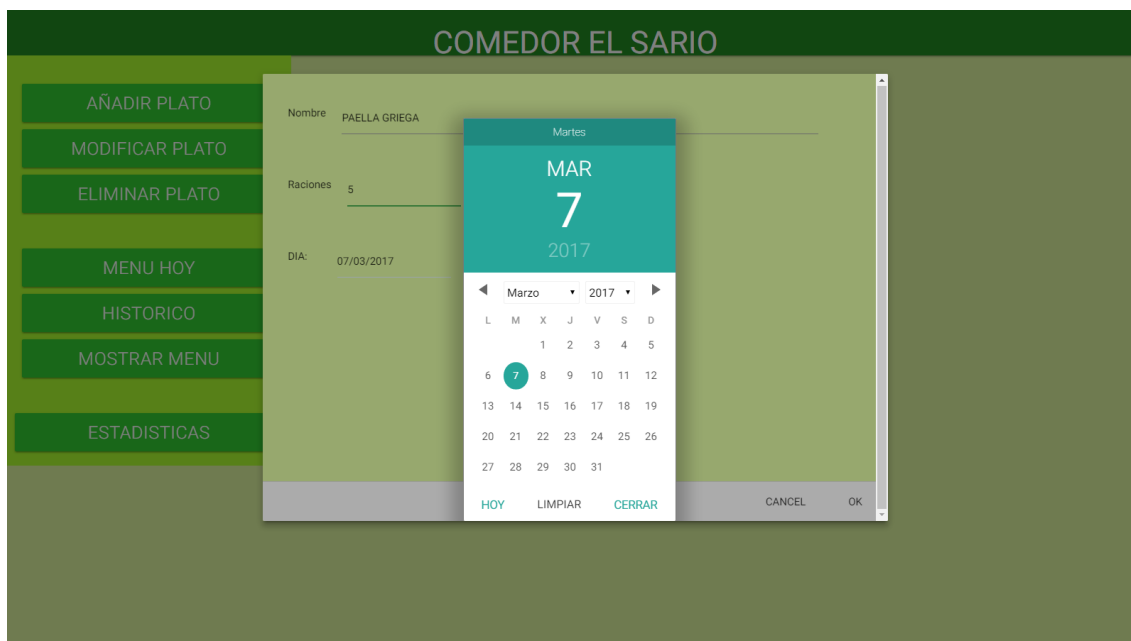 COMEDOR EL SARIO
AÑADIR PLATO
MODIFICAR PLATO
ELIMINAR PLATO
MENU HOY
HISTORICO
MOSTRAR MENU
ESTADISTICAS
Nombre PAELLA GRIEGA
Raciones 5
DIA: 07/03/2017
Martes
MAR
7
2017
Marzo 2017
L M X J V S D
1 2 3 4 5
6 7 8 9 10 11 12
13 14 15 16 17 18 19
20 21 22 23 24 25 26
27 28 29 30 31
HOY LIMPIAR CERRAR
CANCEL OK